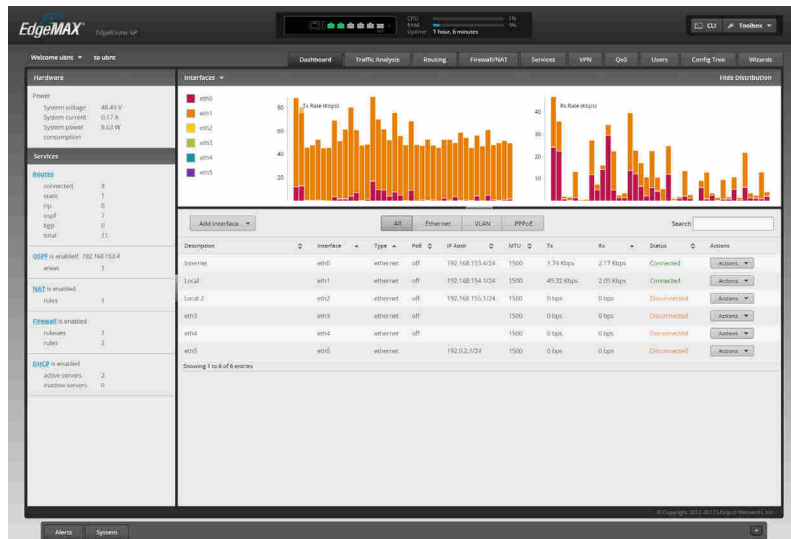 EdgeMAX EdgeRouter 6P
CPU 1%
RAM 9%
Uptime 1 hour, 6 minutes
CLI Toolbox
Welcome ubnt to ubnt
Dashboard Traffic Analysis Routing Firewall/NAT Services VPN QoS Users Config Tree Wizards
Hardware
Power
System voltage 48.49 V
System current 0.17 A
System power consumption 8.63 W
Services
Routes
connected 3
static 1
rip 0
ospf 7
bgp 0
total 11
OSPF is enabled 192.168.153.4
areas 1
NAT is enabled
rules 1
Firewall is enabled
rulesets 1
rules 2
DHCP is enabled
active servers 2
inactive servers 0
Interfaces Hide Distribution
eth0
eth1
eth2
eth3
eth4
eth5
Tx Rate (Kbps)
80
60
40
20
Rx Rate (Kbps)
40
30
20
10
Add Interface All Ethernet VLAN PPPoE Search
Description Interface Type PoE IP Addr MTU Tx Rx Status Actions
Internet eth0 ethernet off 192.168.153.4/24 1500 1.74 Kbps 2.17 Kbps Connected Actions
Local eth1 ethernet off 192.168.154.1/24 1500 49.32 Kbps 2.05 Kbps Connected Actions
Local 2 eth2 ethernet off 192.168.155.1/24 1500 0 bps 0 bps Disconnected Actions
eth3 eth3 ethernet off 1500 0 bps 0 bps Disconnected Actions
eth4 eth4 ethernet off 1500 0 bps 0 bps Disconnected Actions
eth5 eth5 ethernet 192.0.2.1/24 1500 0 bps 0 bps Disconnected Actions
Showing 1 to 6 of 6 entries
© Copyright 2012-2017 Ubiquiti Networks, Inc.
Alerts System